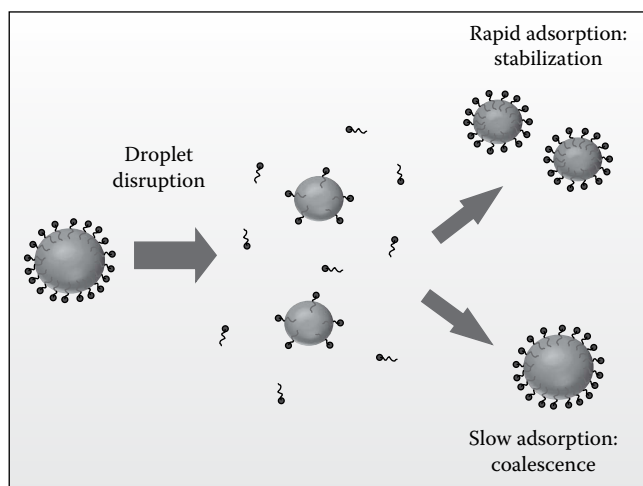 Rapid adsorption:
stabilization
Droplet
disruption
Slow adsorption:
coalescence